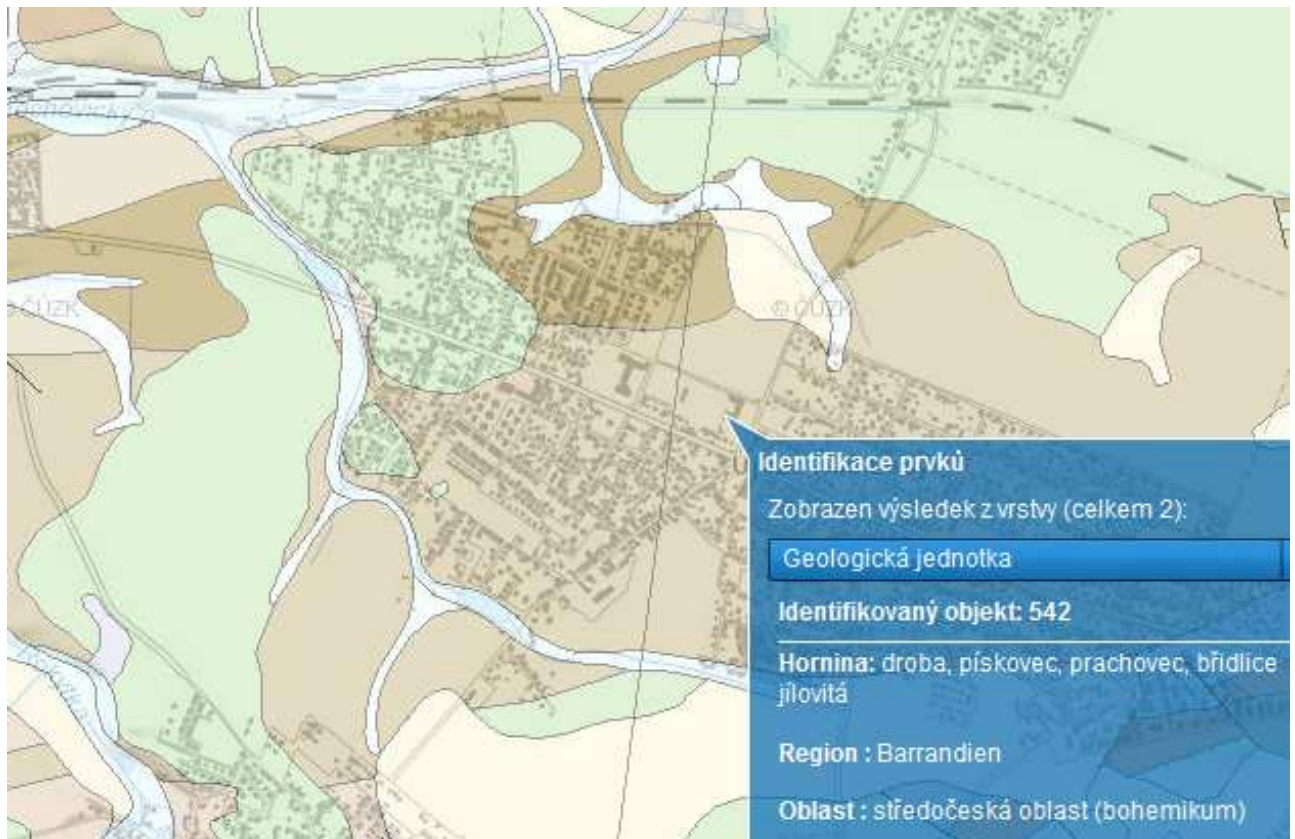 © ČÚZK
Identifikace prvků
Zobrazen výsledek z vrstvy (celkem 2):
Geologická jednotka
Identifikovaný objekt: 542
Hornina: droba, pískovec, prachovec, břidlice
jílovitá
Region : Barrandien
Oblast : středočeská oblast (bohemikum)